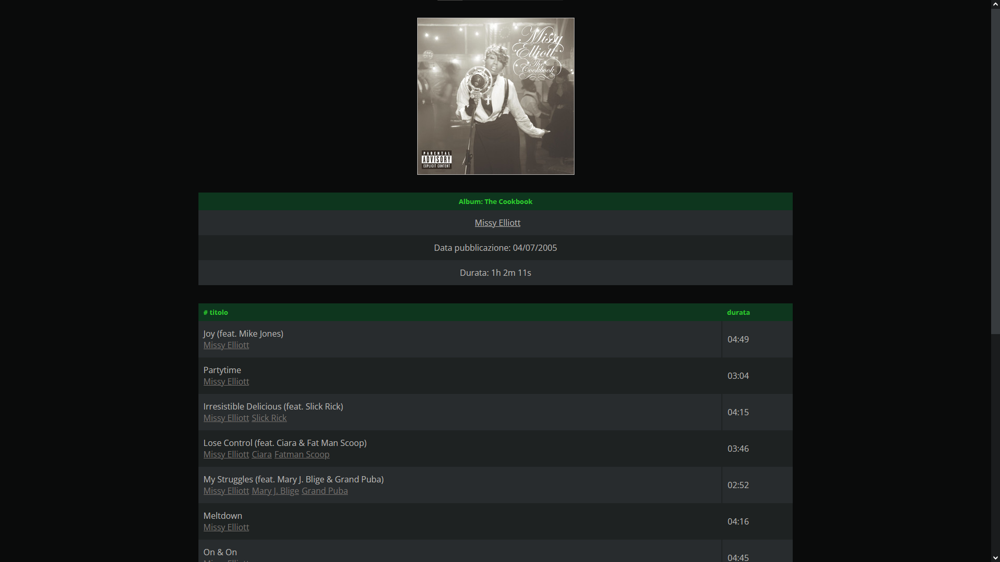 Missy
Elliott
The
Cookbook
PARENTAL
ADVISORY
EXPLICIT CONTENT
Album: The Cookbook
Missy Elliott
Data pubblicazione: 04/07/2005
Durata: 1h 2m 11s
# titolo durata
Joy (feat. Mike Jones)
Missy Elliott
04:49
Partytime
Missy Elliott
03:04
Irresistible Delicious (feat. Slick Rick)
Missy Elliott Slick Rick
04:15
Lose Control (feat. Ciara & Fat Man Scoop)
Missy Elliott Ciara Fatman Scoop
03:46
My Struggles (feat. Mary J. Blige & Grand Puba)
Missy Elliott Mary J. Blige Grand Puba
02:52
Meltdown
Missy Elliott
04:16
On & On
Missy Elliott
04:45